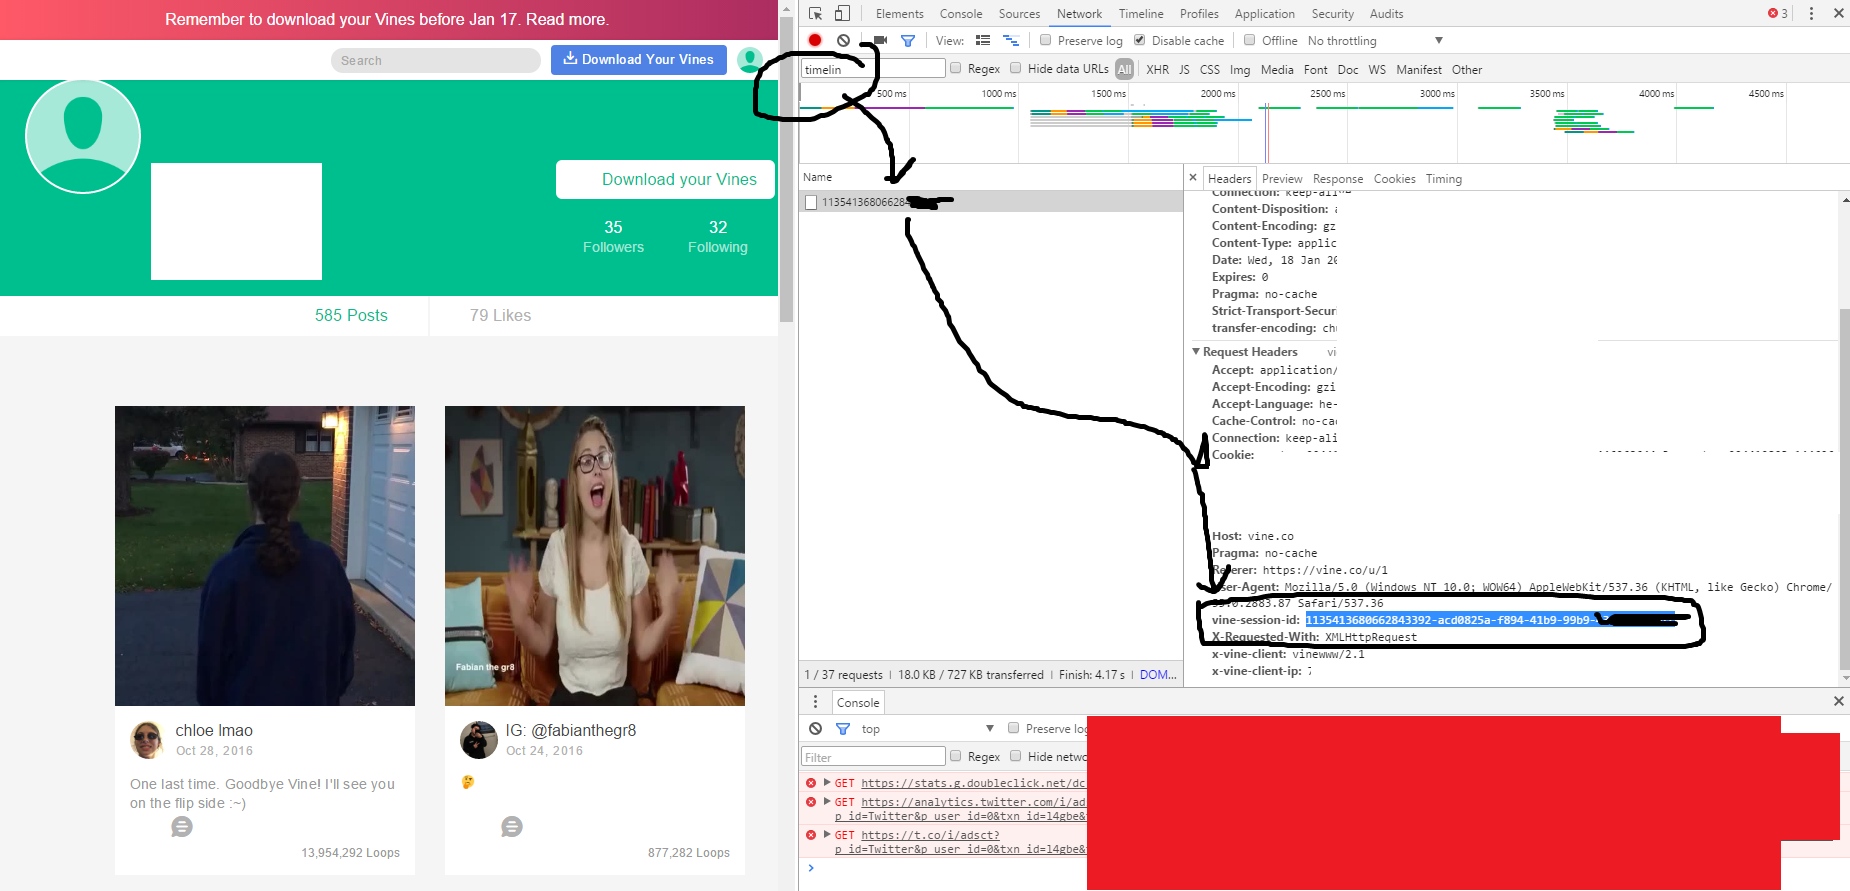 Remember to download your Vines before Jan 17. Read more.
Search
Download Your Vines
Download your Vines
35
Followers
32
Following
585 Posts
79 Likes
Fabian the gr8
chloe lmao
Oct 28, 2016
One last time. Goodbye Vine! I'll see you
on the flip side :~)
13,954,292 Loops
IG: @fabianthegr8
Oct 24, 2016
🤔
877,282 Loops
Elements Console Sources Network Timeline Profiles Application Security Audits 3
View: Preserve log Disable cache Offline No throttling
timelin Regex Hide data URLs All XHR JS CSS Img Media Font Doc WS Manifest Other
500 ms 1000 ms 1500 ms 2000 ms 2500 ms 3000 ms 3500 ms 4000 ms 4500 ms
Name
11354136806628
1 / 37 requests | 18.0 KB / 727 KB transferred | Finish: 4.17 s | DOM...
× Headers Preview Response Cookies Timing
Connection:
Content-Disposition: a
Content-Encoding: gz
Content-Type: applic
Date: Wed, 18 Jan 20
Expires: 0
Pragma: no-cache
Strict-Transport-Secur
transfer-encoding: ch
Request Headers vi
Accept: application/
Accept-Encoding: gzi
Accept-Language: he-
Cache-Control: no-ca
Connection: keep-ali
Cookie:
Host: vine.co
Pragma: no-cache
Referer: https://vine.co/u/1
User-Agent: Mozilla/5.0 (Windows NT 10.0; WOW64) AppleWebKit/537.36 (KHTML, like Gecko) Chrome/
55.0.2883.87 Safari/537.36
vine-session-id: 1135413680662843392-acd0825a-f894-41b9-99b9-
X-Requested-With: XMLHttpRequest
x-vine-client: vinewww/2.1
x-vine-client-ip: 7
Console
top Preserve log
Filter Regex Hide netwo
GET https://stats.g.doubleclick.net/dc
GET https://analytics.twitter.com/i/ad
p_id=Twitter&p_user_id=0&txn_id=l4gbe&
GET https://t.co/i/adsct?
p_id=Twitter&p_user_id=0&txn_id=l4gbe&